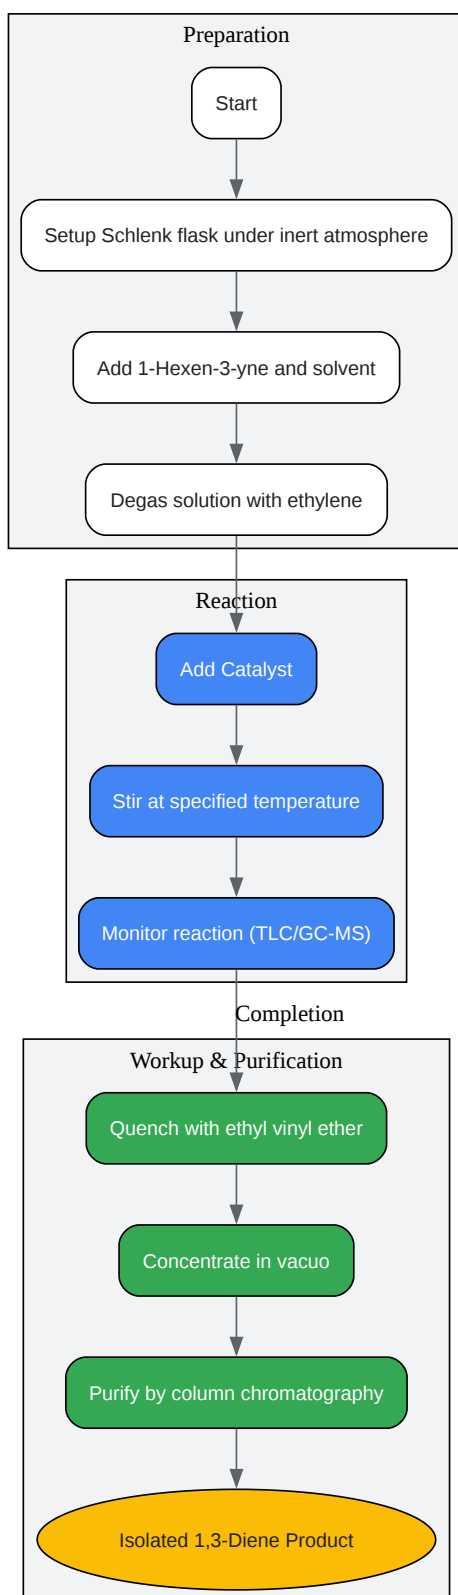 Preparation
Start
Setup Schlenk flask under inert atmosphere
Add 1-Hexen-3-yne and solvent
Degas solution with ethylene
Reaction
Add Catalyst
Stir at specified temperature
Monitor reaction (TLC/GC-MS)
Completion
Workup & Purification
Quench with ethyl vinyl ether
Concentrate in vacuo
Purify by column chromatography
Isolated 1,3-Diene Product